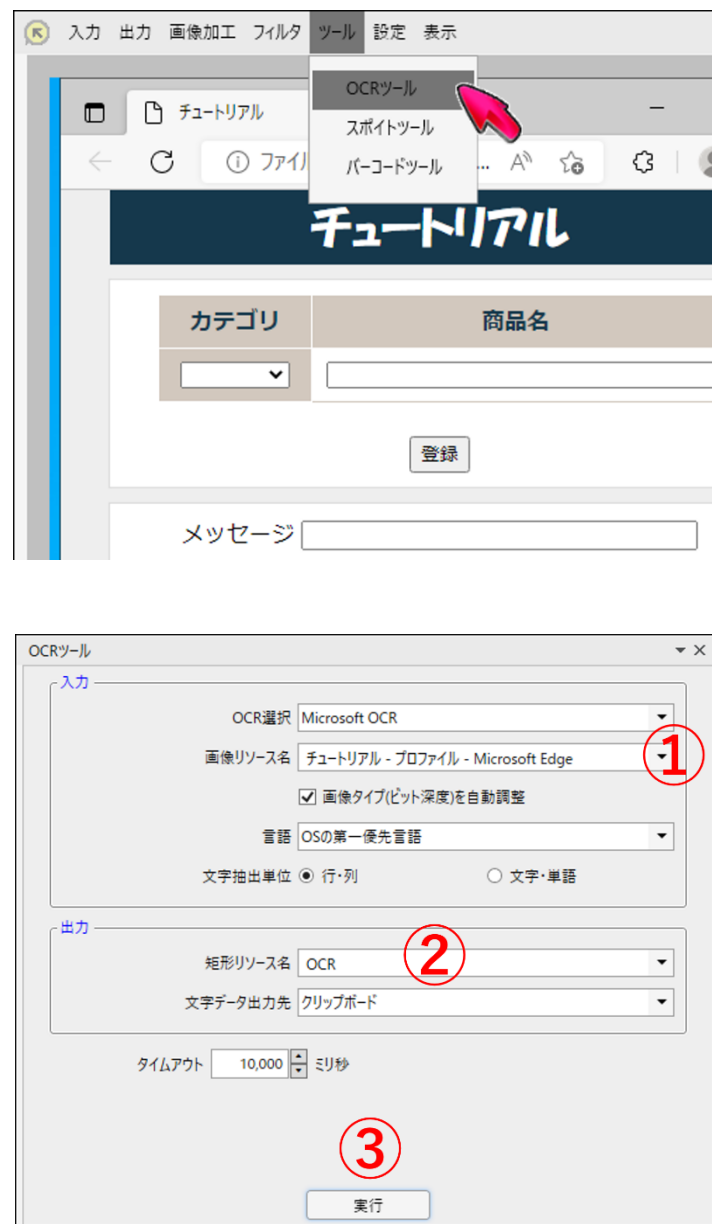 入力 出力 画像加工 フィルタ ツール 設定 表示
OCRツール
スポイトツール
バーコードツール
チュートリアル
ファイル
... A
チュートリアル
カテゴリ 商品名
登録
メッセージ
OCRツール
入力
OCR選択 Microsoft OCR
画像リソース名 チュートリアル - プロファイル - Microsoft Edge
①
画像タイプ(ビット深度)を自動調整
言語 OSの第一優先言語
文字抽出単位 行・列 文字・単語
出力
②
矩形リソース名 OCR
文字データ出力先 クリップボード
タイムアウト 10,000 ミリ秒
③
実行